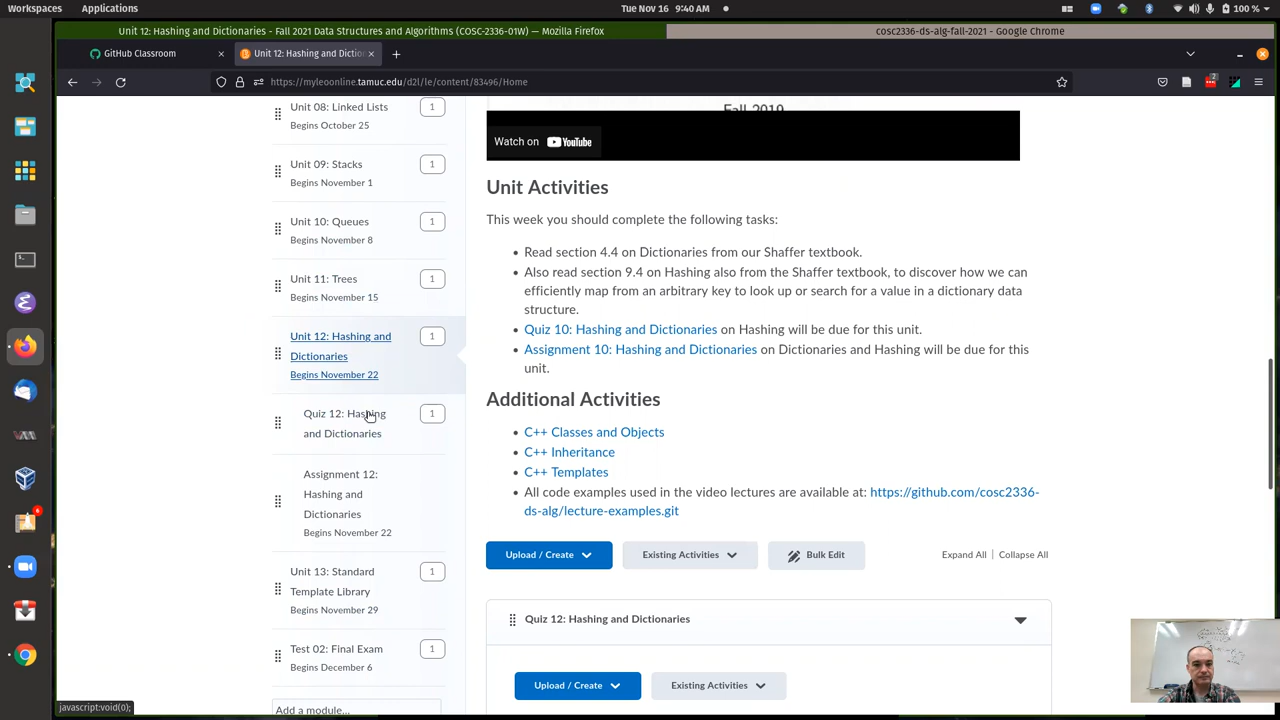 Workspaces Applications Tue Nov 16 9:40 AM 100 %
Unit 12: Hashing and Dictionaries - Fall 2021 Data Structures and Algorithms (COSC-2336-01W) — Mozilla Firefox
cosc2336-ds-alg-fall-2021 - Google Chrome
GitHub Classroom
Unit 12: Hashing and Diction
https://myleoonline.tamuc.edu/d2l/le/content/83496/Home
2
Unit 08: Linked Lists
1
Begins October 25
Unit 09: Stacks
1
Begins November 1
Unit 10: Queues
1
Begins November 8
Unit 11: Trees
1
Begins November 15
Unit 12: Hashing and
Dictionaries
1
Begins November 22
Quiz 12: Hashing
and Dictionaries
1
Assignment 12:
Hashing and
Dictionaries
Begins November 22
1
Unit 13: Standard
Template Library
1
Begins November 29
Test 02: Final Exam
1
Begins December 6
Add a module...
javascript:void(0);
6
Fall 2019
Watch on YouTube
Unit Activities
This week you should complete the following tasks:
Read section 4.4 on Dictionaries from our Shaffer textbook.
Also read section 9.4 on Hashing also from the Shaffer textbook, to discover how we can
efficiently map from an arbitrary key to look up or search for a value in a dictionary data
structure.
Quiz 10: Hashing and Dictionaries on Hashing will be due for this unit.
Assignment 10: Hashing and Dictionaries on Dictionaries and Hashing will be due for this
unit.
Additional Activities
C++ Classes and Objects
C++ Inheritance
C++ Templates
All code examples used in the video lectures are available at: https://github.com/cosc2336-
ds-alg/lecture-examples.git
Upload / Create Existing Activities Bulk Edit Expand All | Collapse All
Quiz 12: Hashing and Dictionaries
Upload / Create Existing Activities